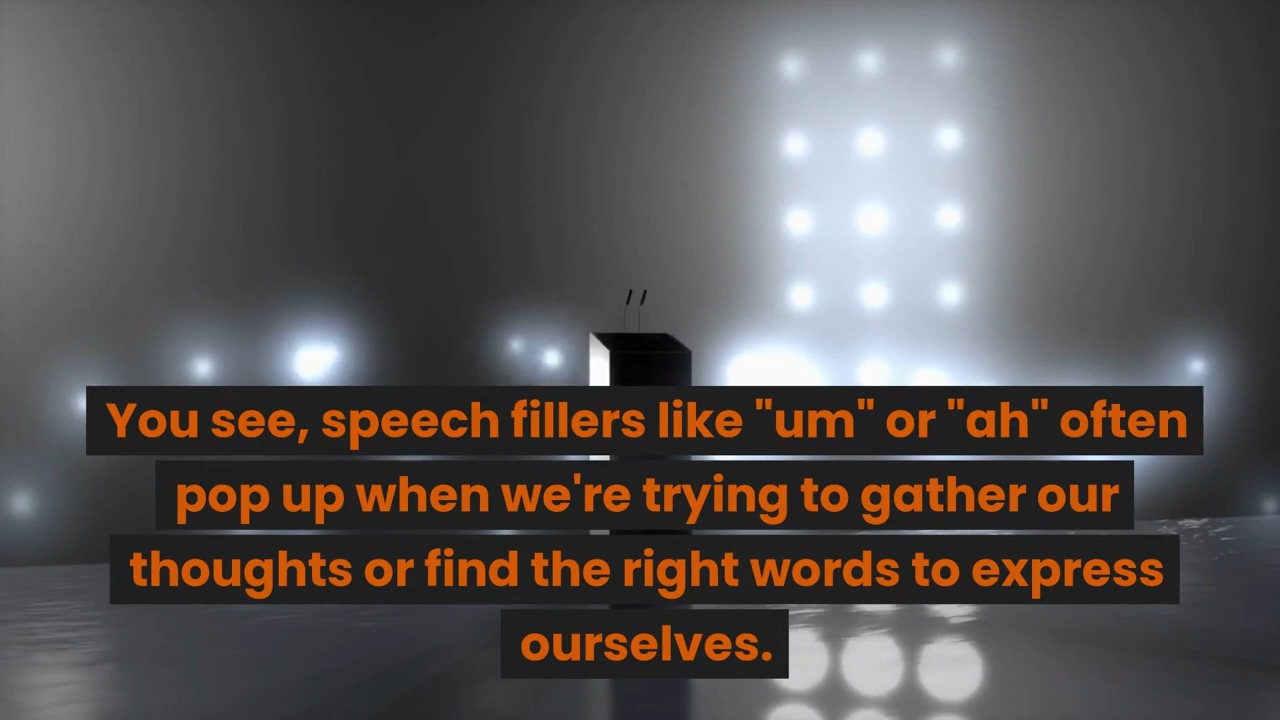 You see, speech fillers like "um" or "ah" often
pop up when we're trying to gather our
thoughts or find the right words to express
ourselves.